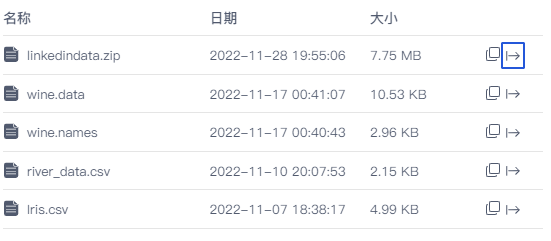 名称 日期 大小
linkedindata.zip 2022-11-28 19:55:06 7.75 MB
wine.data 2022-11-17 00:41:07 10.53 KB
wine.names 2022-11-17 00:40:43 2.96 KB
river_data.csv 2022-11-10 20:07:53 2.15 KB
Iris.csv 2022-11-07 18:38:17 4.99 KB